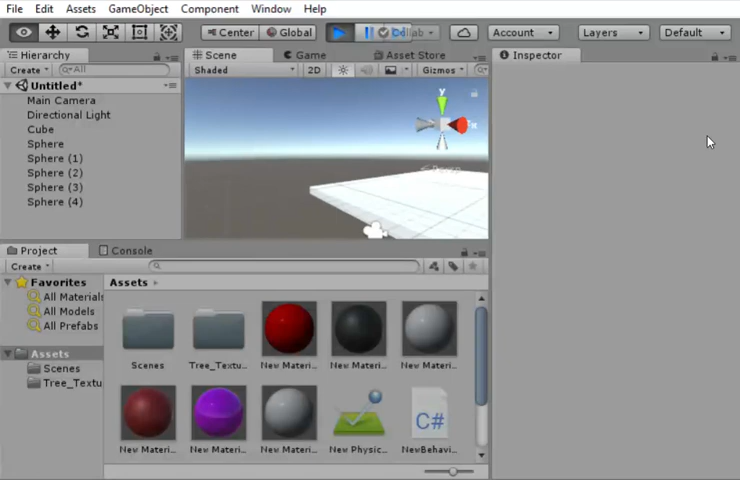 File Edit Assets GameObject Component Window Help
Center Global Account Layers Default
Hierarchy Scene Game Asset Store Inspector
Create All Shaded 2D Gizmos
Untitled*
Main Camera
Directional Light
Cube
Sphere
Sphere (1)
Sphere (2)
Sphere (3)
Sphere (4)
y
Persp
Project Console
Create
Favorites
All Materials
All Models
All Prefabs
Assets
Scenes
Tree_Textu
Assets
Scenes Tree_Textu... New Materi... New Materi... New Materi...
C#
New Materi... New Materi... New Materi... New Physic... NewBehavi...